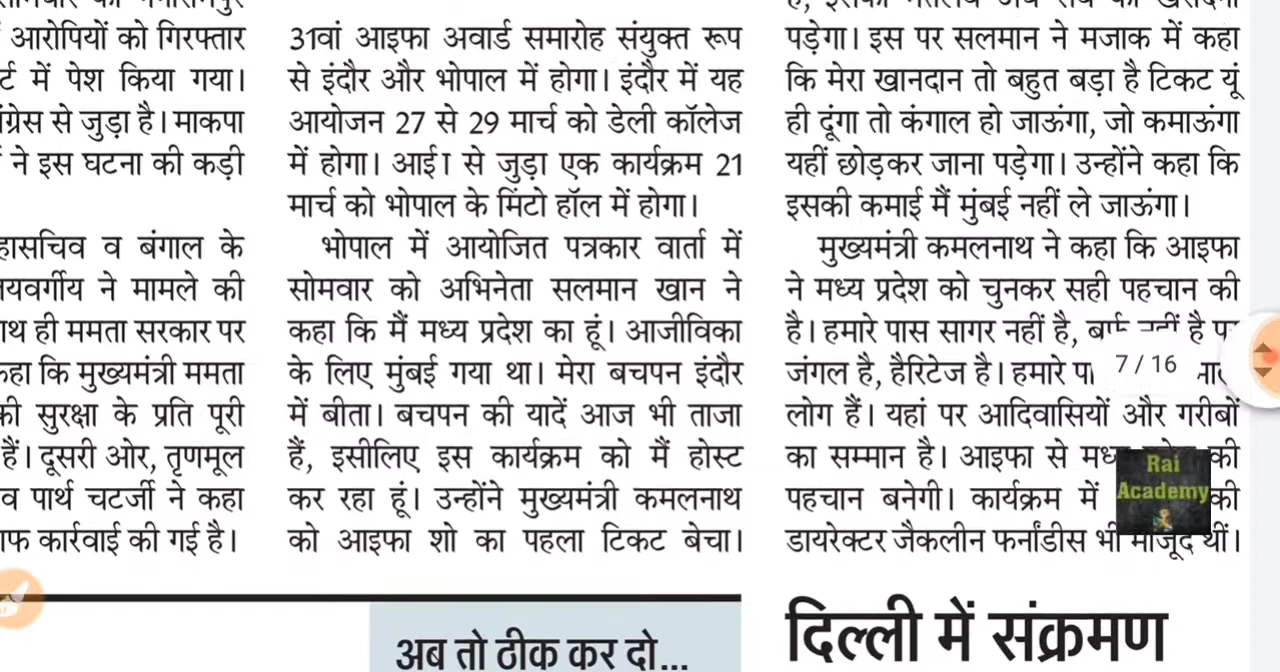 आरोपियों को गिरफ्तार
र्ट में पेश किया गया।
ग्रेस से जुड़ा है। माकपा
ने इस घटना की कड़ी
हासचिव व बंगाल के
यवर्गीय ने मामले की
थ ही ममता सरकार पर
कहा कि मुख्यमंत्री ममता
की सुरक्षा के प्रति पूरी
हैं। दूसरी ओर, तृणमूल
व पार्थ चटर्जी ने कहा
फ कार्रवाई की गई है।
31वां आइफा अवार्ड समारोह संयुक्त रूप
से इंदौर और भोपाल में होगा। इंदौर में यह
आयोजन 27 से 29 मार्च को डेली कॉलेज
में होगा। आई। से जुड़ा एक कार्यक्रम 21
मार्च को भोपाल के मिंटो हॉल में होगा।
भोपाल में आयोजित पत्रकार वार्ता में
सोमवार को अभिनेता सलमान खान ने
कहा कि मैं मध्य प्रदेश का हूं। आजीविका
के लिए मुंबई गया था। मेरा बचपन इंदौर
में बीता। बचपन की यादें आज भी ताजा
हैं, इसीलिए इस कार्यक्रम को मैं होस्ट
कर रहा हूं। उन्होंने मुख्यमंत्री कमलनाथ
को आइफा शो का पहला टिकट बेचा।
पड़ेगा। इस पर सलमान ने मजाक में कहा
कि मेरा खानदान तो बहुत बड़ा है टिकट यूं
ही दूंगा तो कंगाल हो जाऊंगा, जो कमाऊंगा
यहीं छोड़कर जाना पड़ेगा। उन्होंने कहा कि
इसकी कमाई मैं मुंबई नहीं ले जाऊंगा।
मुख्यमंत्री कमलनाथ ने कहा कि आइफा
ने मध्य प्रदेश को चुनकर सही पहचान की
है। हमारे पास सागर नहीं है, बर्फ नहीं है पर
जंगल है, हैरिटेज है। हमारे
लोग हैं। यहां पर आदिवासियों और गरीबों
का सम्मान है। आइफा से की
पहचान बनेगी। कार्यक्रम में की
डायरेक्टर जैकलीन फर्नांडीस भी मौजूद थीं।
7 / 16
Rai
Academy
अब तो ठीक कर दो...
दिल्ली में संक्रमण